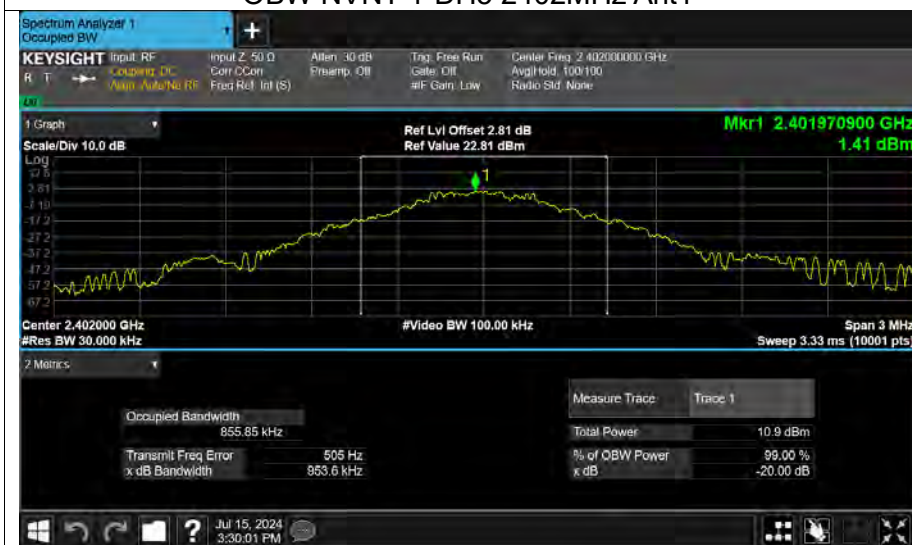 OBW NVNT 1-DH5 2402MHz Ant1
Spectrum Analyzer 1
Occupied BW
KEYSIGHT Input: RF Input Z: 50 Ω Atten: 30 dB Trig: Free Run Center Freq: 2.402000000 GHz
R T Coupling: DC Corr CCorr Preamp: Off Gate: Off Avg|Hold: 100/100
Align: Auto/No RF Freq Ref: Int (S) #IF Gain: Low Radio Std: None
1 Graph
Ref Lvl Offset 2.81 dB Mkr1 2.401970900 GHz
Scale/Div 10.0 dB Ref Value 22.81 dBm 1.41 dBm
Log
2.81
-17.2
-27.2
-37.2
-47.2
-57.2
-67.2
1
Center 2.402000 GHz #Video BW 100.00 kHz Span 3 MHz
#Res BW 30.000 kHz Sweep 3.33 ms (10001 pts)
2 Metrics
Measure Trace Trace 1
Occupied Bandwidth
855.85 kHz Total Power 10.9 dBm
Transmit Freq Error 505 Hz % of OBW Power 99.00 %
x dB Bandwidth 953.6 kHz x dB -20.00 dB
? Jul 15, 2024
3:30:01 PM